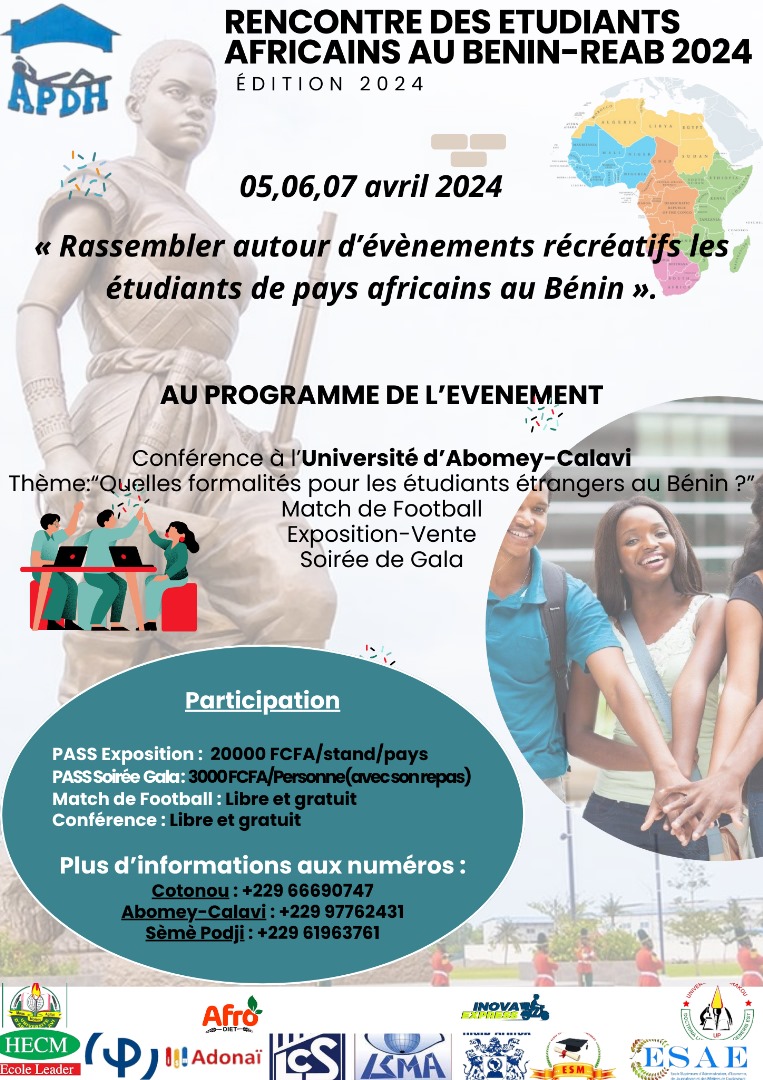 APDH
RENCONTRE DES ETUDIANTS
AFRICAINS AU BENIN-REAB 2024
ÉDITION 2024
05,06,07 avril 2024
« Rassembler autour d’évènements récréatifs les
étudiants de pays africains au Bénin ».
AU PROGRAMME DE L’EVENEMENT
Conférence à l’Université d’Abomey-Calavi
Thème:“Quelles formalités pour les étudiants étrangers au Bénin ?”
Match de Football
Exposition-Vente
Soirée de Gala
Participation
PASS Exposition : 20000 FCFA/stand/pays
PASS Soirée Gala : 3000 FCFA/Personne(avec son repas)
Match de Football : Libre et gratuit
Conférence : Libre et gratuit
Plus d’informations aux numéros :
Cotonou : +229 66690747
Abomey-Calavi : +229 97762431
Sèmè Podji : +229 61963761
HECM
Ecole Leader
Afro
DIET
Adonaï
INOVA
EXPRESS
ESM
ESAE
UP